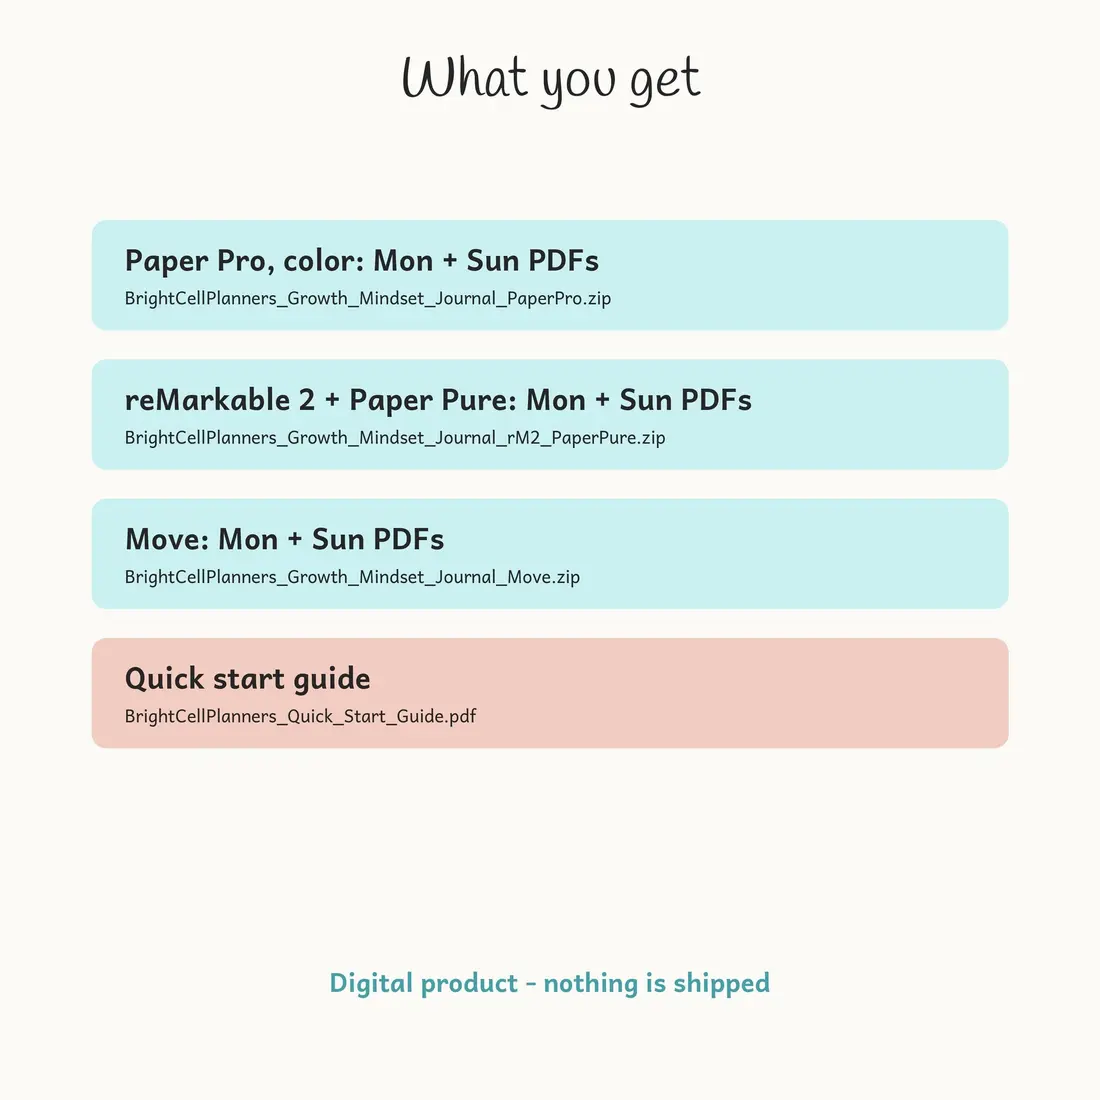 What you get
Paper Pro, color: Mon + Sun PDFs
BrightCellPlanners_Growth_Mindset_Journal_PaperPro.zip
reMarkable 2 + Paper Pure: Mon + Sun PDFs
BrightCellPlanners_Growth_Mindset_Journal_rM2_PaperPure.zip
Move: Mon + Sun PDFs
BrightCellPlanners_Growth_Mindset_Journal_Move.zip
Quick start guide
BrightCellPlanners_Quick_Start_Guide.pdf
Digital product - nothing is shipped